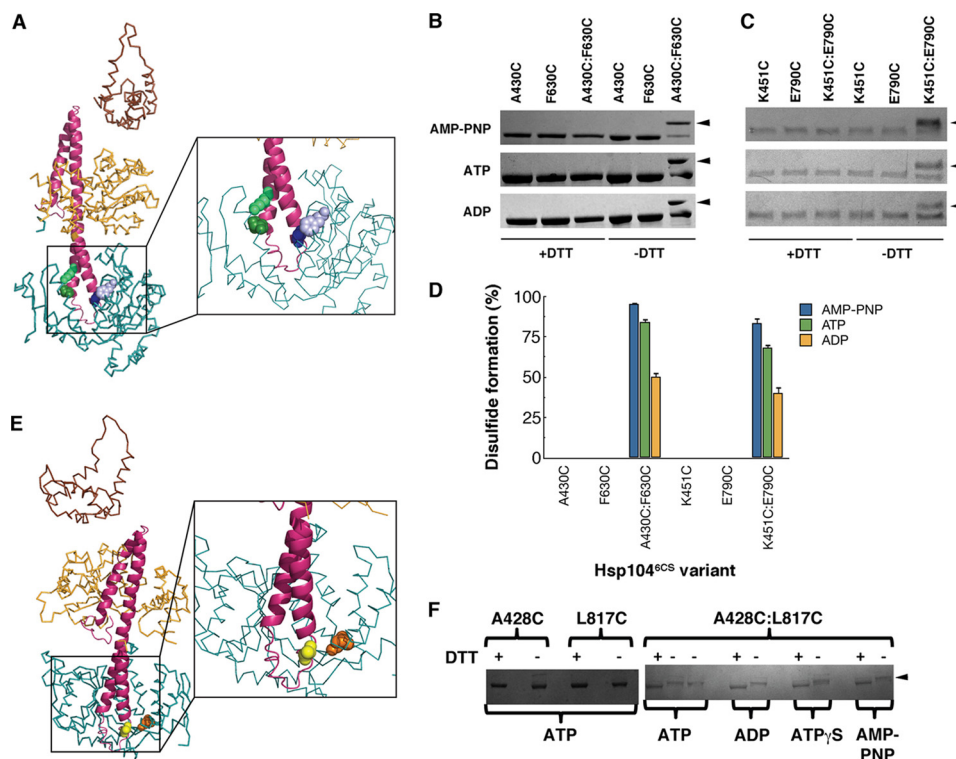 A
B
A430C
F630C
A430C:F630C
A430C
F630C
A430C:F630C
AMP-PNP
ATP
ADP
+DTT
-DTT
C
K451C
E790C
K451C:E790C
K451C
E790C
K451C:E790C
+DTT
-DTT
D
Disulfide formation (%)
100
75
50
25
0
AMP-PNP
ATP
ADP
A430C
F630C
A430C:F630C
K451C
E790C
K451C:E790C
Hsp104⁶ᶜˢ variant
E
F
A428C L817C A428C:L817C
DTT + - + - + - - + - + - + -
ATP ATP ADP ATPγS AMP-
PNP